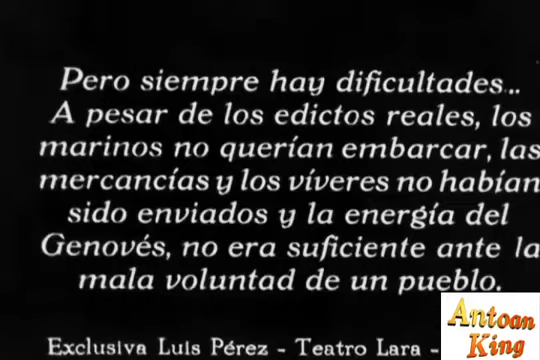 Pero siempre hay dificultades...
A pesar de los edictos reales, los
marinos no querían embarcar, las
mercancías y los víveres no habían
sido enviados y la energía del
Genovés, no era suficiente ante la
mala voluntad de un pueblo.
Exclusiva Luis Pérez - Teatro Lara -
Antoan
King